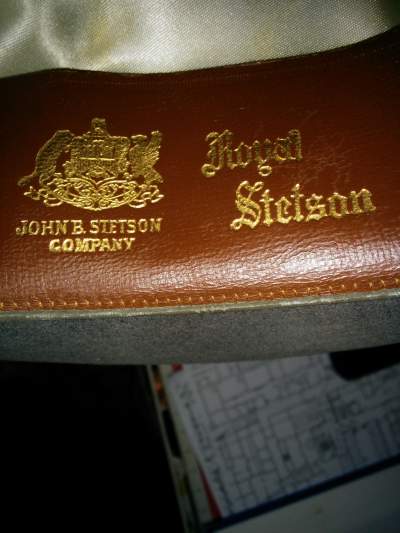 JOHN B. STETSON
COMPANY
Royal
Stetson